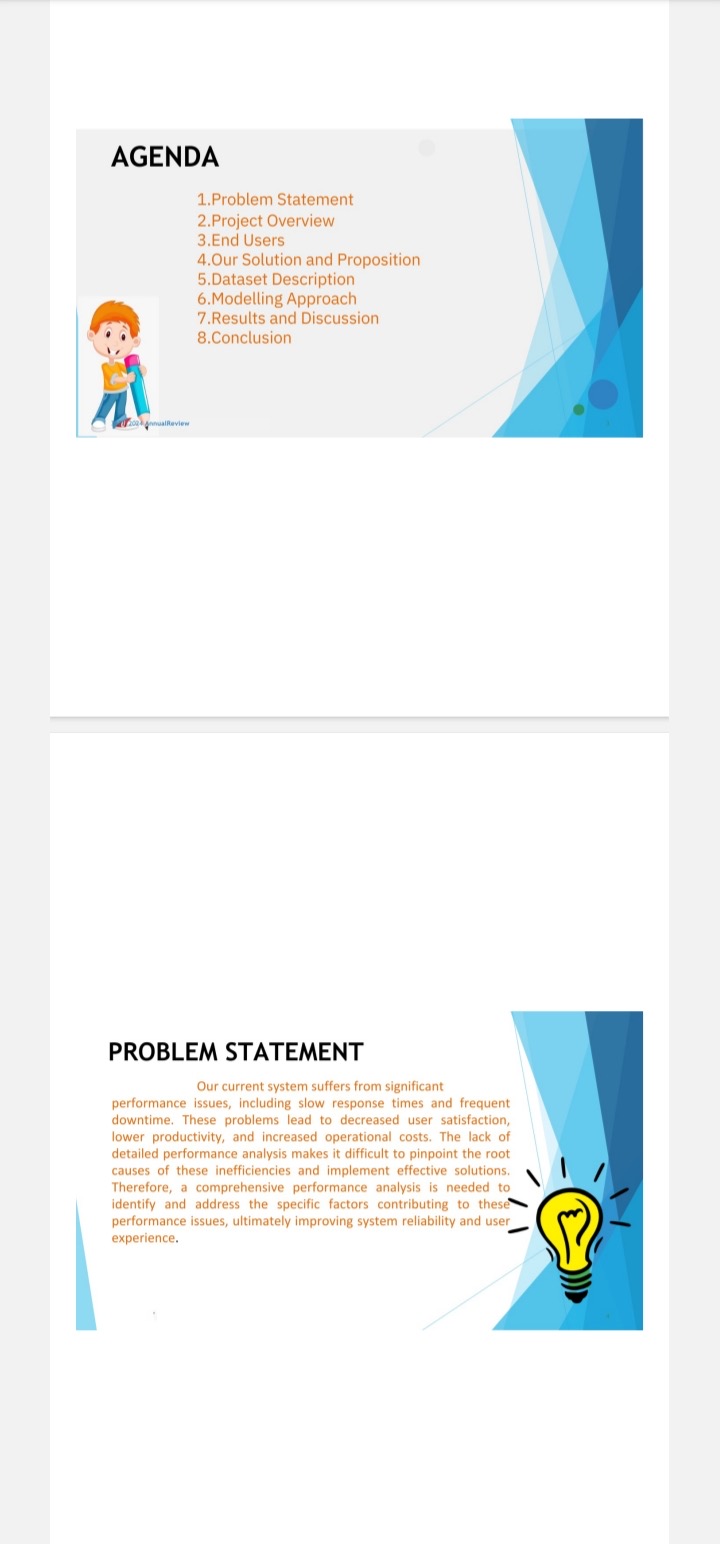 AGENDA
1.Problem Statement
2.Project Overview
3.End Users
4.Our Solution and Proposition
5.Dataset Description
6.Modelling Approach
7.Results and Discussion
8.Conclusion
AnnualReview
PROBLEM STATEMENT
Our current system suffers from significant
performance issues, including slow response times and frequent
downtime. These problems lead to decreased user satisfaction,
lower productivity, and increased operational costs. The lack of
detailed performance analysis makes it difficult to pinpoint the root
causes of these inefficiencies and implement effective solutions.
Therefore, a comprehensive performance analysis is needed to
identify and address the specific factors contributing to these
performance issues, ultimately improving system reliability and user
experience.